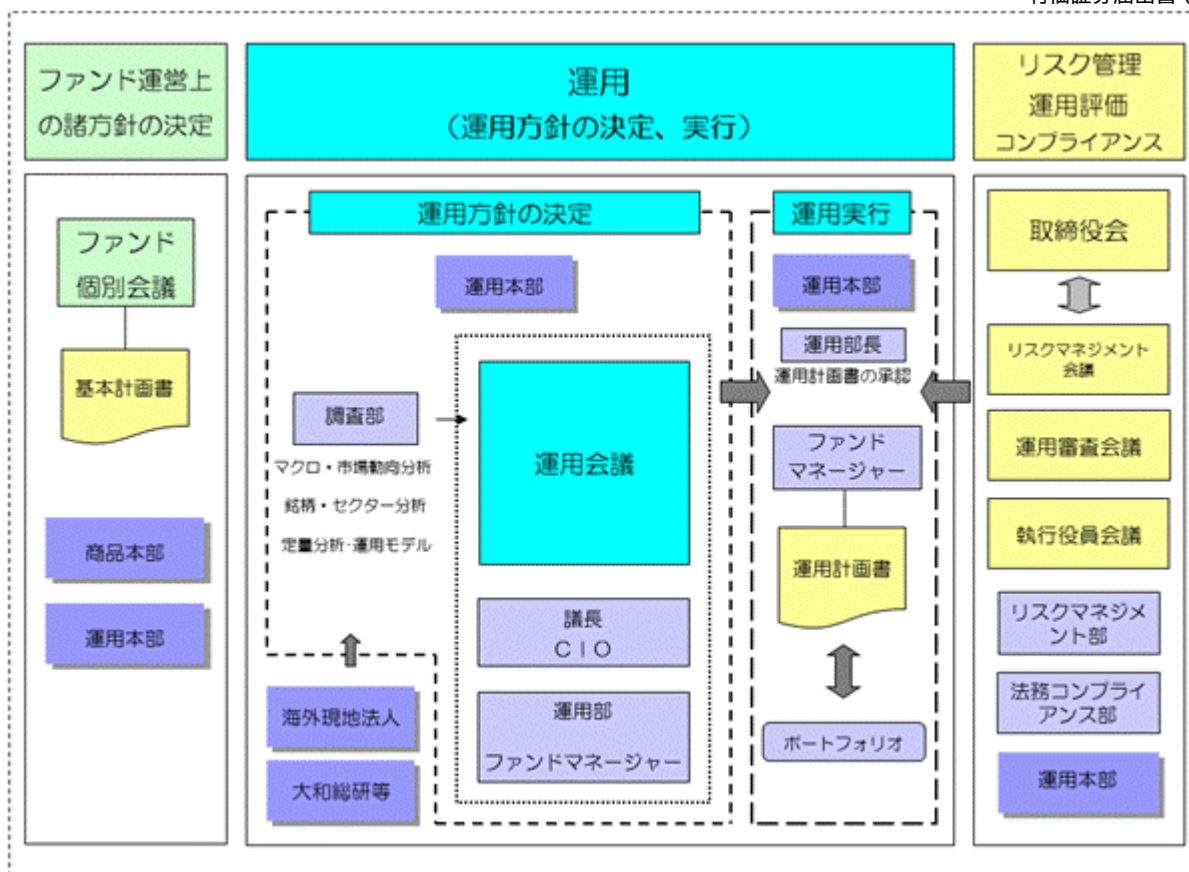 ファンド運営上
の諸方針の決定
運用
（運用方針の決定、実行）
リスク管理
運用評価
コンプライアンス
ファンド
個別会議
基本計画書
商品本部
運用本部
運用方針の決定
運用本部
調査部
マクロ・市場動向分析
銘柄・セクター分析
定量分析・運用モデル
運用会議
議長
ＣＩＯ
運用部
ファンドマネージャー
海外現地法人
大和総研等
運用実行
運用本部
運用部長
運用計画書の承認
ファンド
マネージャー
運用計画書
ポートフォリオ
取締役会
リスクマネジメント
会議
運用審査会議
執行役員会議
リスクマネジメ
ント部
法務コンプライ
アンス部
運用本部